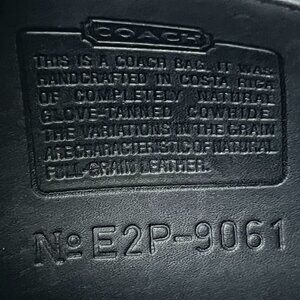 COACH
THIS IS A COACH BAG. IT WAS
HANDCRAFTED IN COSTA RICA
OF COMPLETELY NATURAL
GLOVE-TANNED COWHIDE.
THE VARIATIONS IN THE GRAIN
ARE CHARACTERISTIC OF NATURAL
FULL-GRAIN LEATHER.
Nº E2P-9061